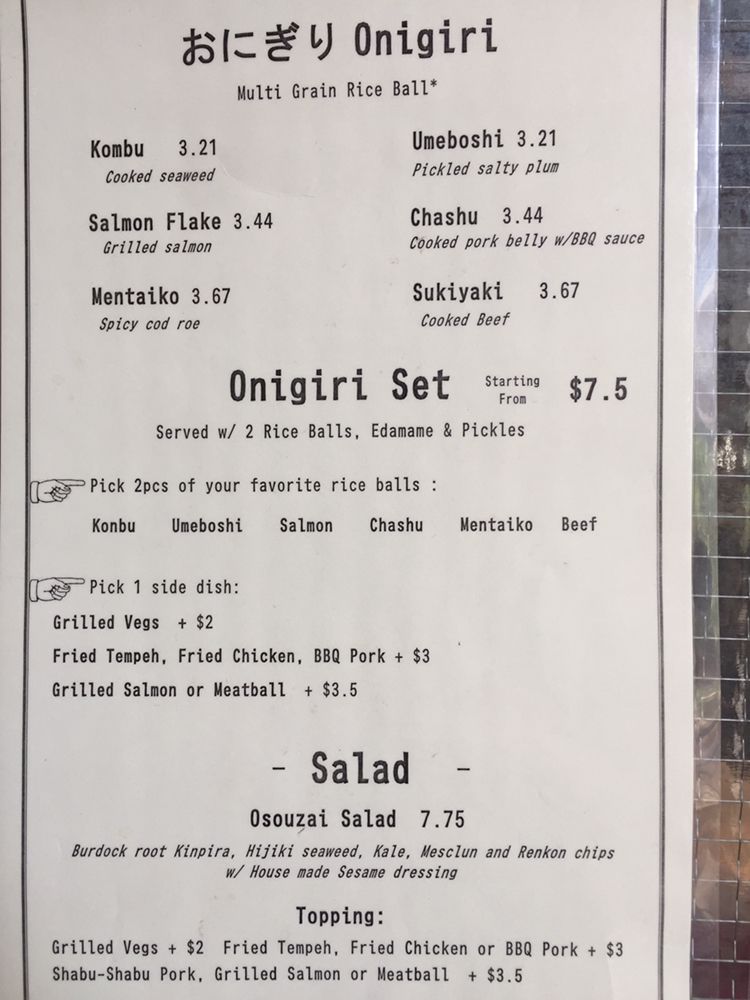 おにぎり Onigiri
Multi Grain Rice Ball*
Kombu 3.21
Cooked seaweed
Umeboshi 3.21
Pickled salty plum
Salmon Flake 3.44
Grilled salmon
Chashu 3.44
Cooked pork belly w/BBQ sauce
Mentaiko 3.67
Spicy cod roe
Sukiyaki 3.67
Cooked Beef
Onigiri Set Starting From $7.5
Served w/ 2 Rice Balls, Edamame & Pickles
Pick 2pcs of your favorite rice balls :
Konbu Umeboshi Salmon Chashu Mentaiko Beef
Pick 1 side dish:
Grilled Vegs + $2
Fried Tempeh, Fried Chicken, BBQ Pork + $3
Grilled Salmon or Meatball + $3.5
- Salad -
Osouzai Salad 7.75
Burdock root Kinpira, Hijiki seaweed, Kale, Mesclun and Renkon chips
w/ House made Sesame dressing
Topping:
Grilled Vegs + $2 Fried Tempeh, Fried Chicken or BBQ Pork + $3
Shabu-Shabu Pork, Grilled Salmon or Meatball + $3.5